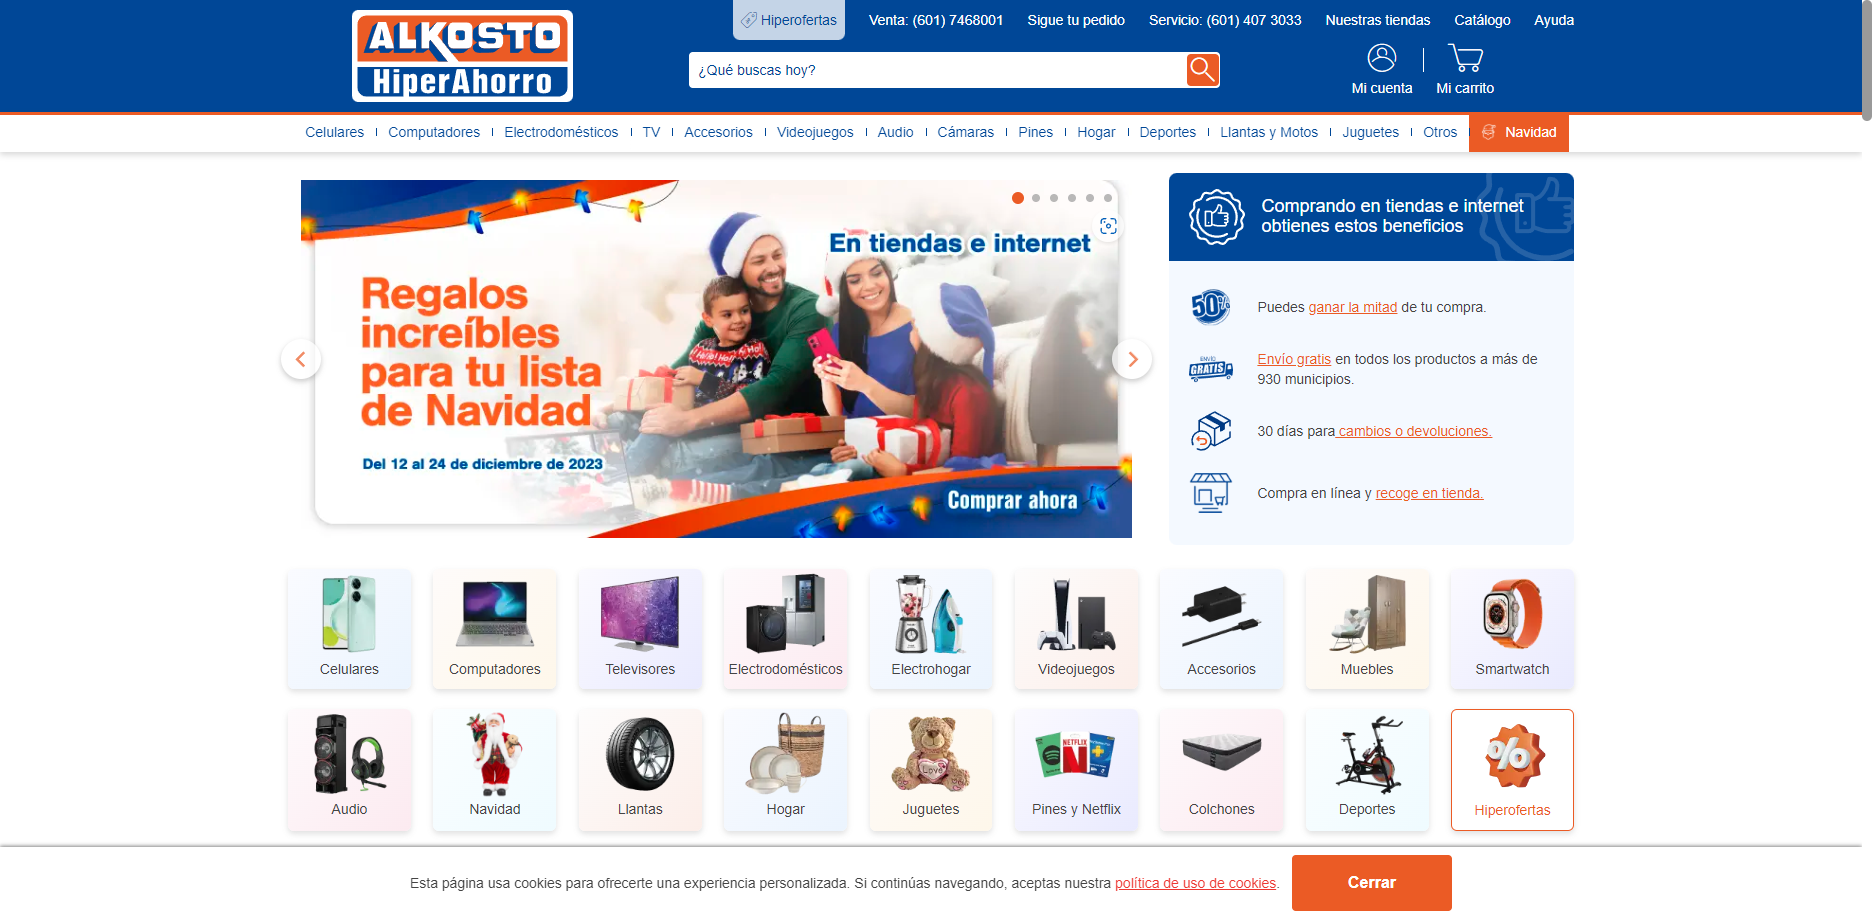 ALKOSTO
HiperAhorro
Hiperofertas
Venta: (601) 7468001
Sigue tu pedido
Servicio: (601) 407 3033
Nuestras tiendas
Catálogo
Ayuda
¿Qué buscas hoy?
Mi cuenta
Mi carrito
Celulares
Computadores
Electrodomésticos
TV
Accesorios
Videojuegos
Audio
Cámaras
Pines
Hogar
Deportes
Llantas y Motos
Juguetes
Otros
Navidad
En tiendas e internet
Regalos
increíbles
para tu lista
de Navidad
Del 12 al 24 de diciembre de 2023
Comprar ahora
Comprando en tiendas e internet
obtienes estos beneficios
50%
Puedes ganar la mitad de tu compra.
ENVÍO
GRATIS
Envío gratis en todos los productos a más de
930 municipios.
30 días para cambios o devoluciones.
Compra en línea y recoge en tienda.
Celulares
Computadores
Televisores
Electrodomésticos
Electrohogar
Videojuegos
Accesorios
Muebles
Smartwatch
Audio
Navidad
Llantas
Hogar
Love
Juguetes
NETFLIX
Pines y Netflix
Colchones
Deportes
%
Hiperofertas
Esta página usa cookies para ofrecerte una experiencia personalizada. Si continúas navegando, aceptas nuestra política de uso de cookies.
Cerrar